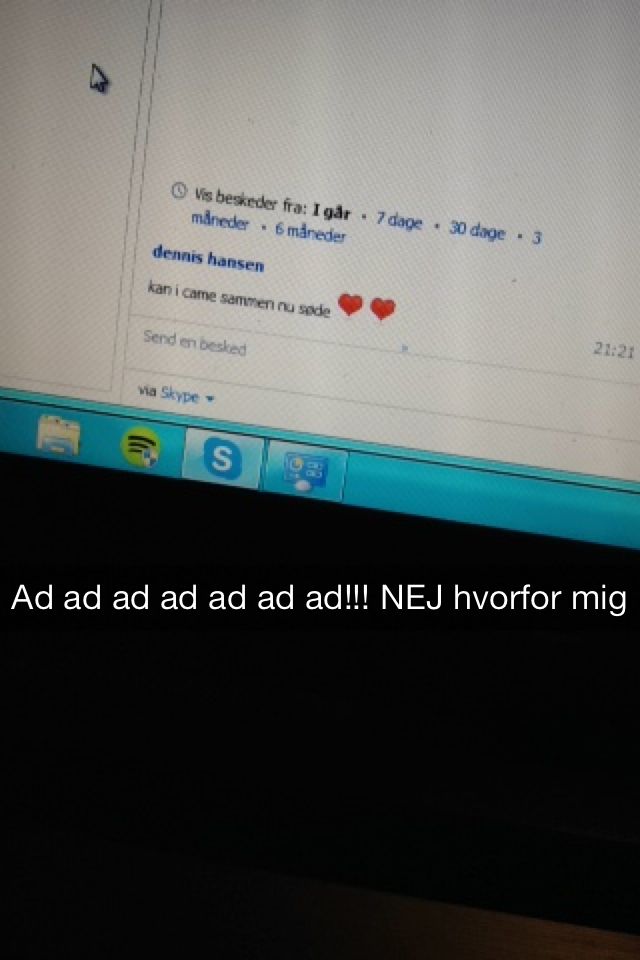 Vis beskeder fra: I går • 7 dage • 30 dage • 3
måneder • 6 måneder
dennis hansen
kan i came sammen nu søde ❤❤
21:21
Send en besked
via Skype
S
Ad ad ad ad ad ad ad!!! NEJ hvorfor mig